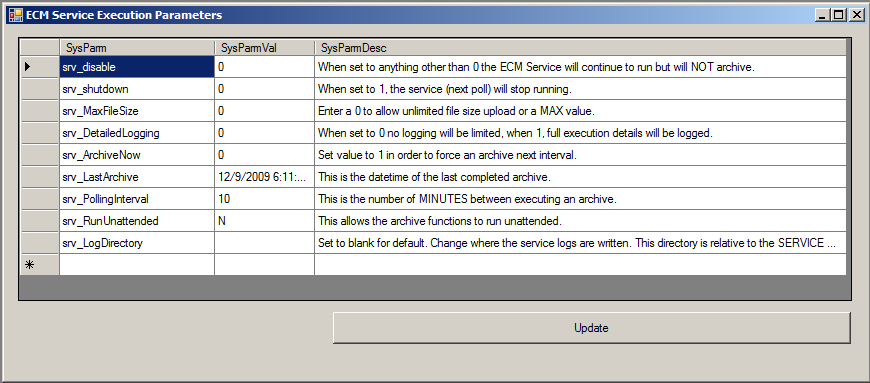 ECM Service Execution Parameters
SysParm SysParmVal SysParmDesc
srv_disable 0 When set to anything other than 0 the ECM Service will continue to run but will NOT archive.
srv_shutdown 0 When set to 1, the service (next poll) will stop running.
srv_MaxFileSize 0 Enter a 0 to allow unlimited file size upload or a MAX value.
srv_DetailedLogging 0 When set to 0 no logging will be limited, when 1, full execution details will be logged.
srv_ArchiveNow 0 Set value to 1 in order to force an archive next interval.
srv_LastArchive 12/9/2009 6:11:... This is the datetime of the last completed archive.
srv_PollingInterval 10 This is the number of MINUTES between executing an archive.
srv_RunUnattended N This allows the archive functions to run unattended.
srv_LogDirectory Set to blank for default. Change where the service logs are written. This directory is relative to the SERVICE ...
Update